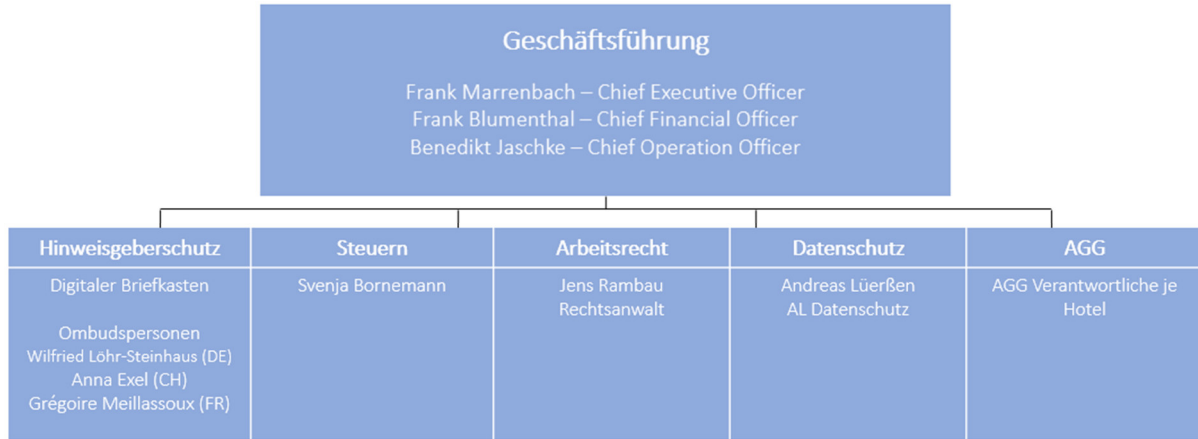 Geschäftsführung
Frank Marrenbach – Chief Executive Officer
Frank Blumenthal – Chief Financial Officer
Benedikt Jaschke – Chief Operation Officer
Hinweisgeberschutz
Digitaler Briefkasten
Ombudspersonen
Wilfried Löhr-Steinhaus (DE)
Anna Exel (CH)
Grégoire Meillassoux (FR)
Steuern
Svenja Bornemann
Arbeitsrecht
Jens Rambau
Rechtsanwalt
Datenschutz
Andreas Lüerßen
AL Datenschutz
AGG
AGG Verantwortliche je
Hotel